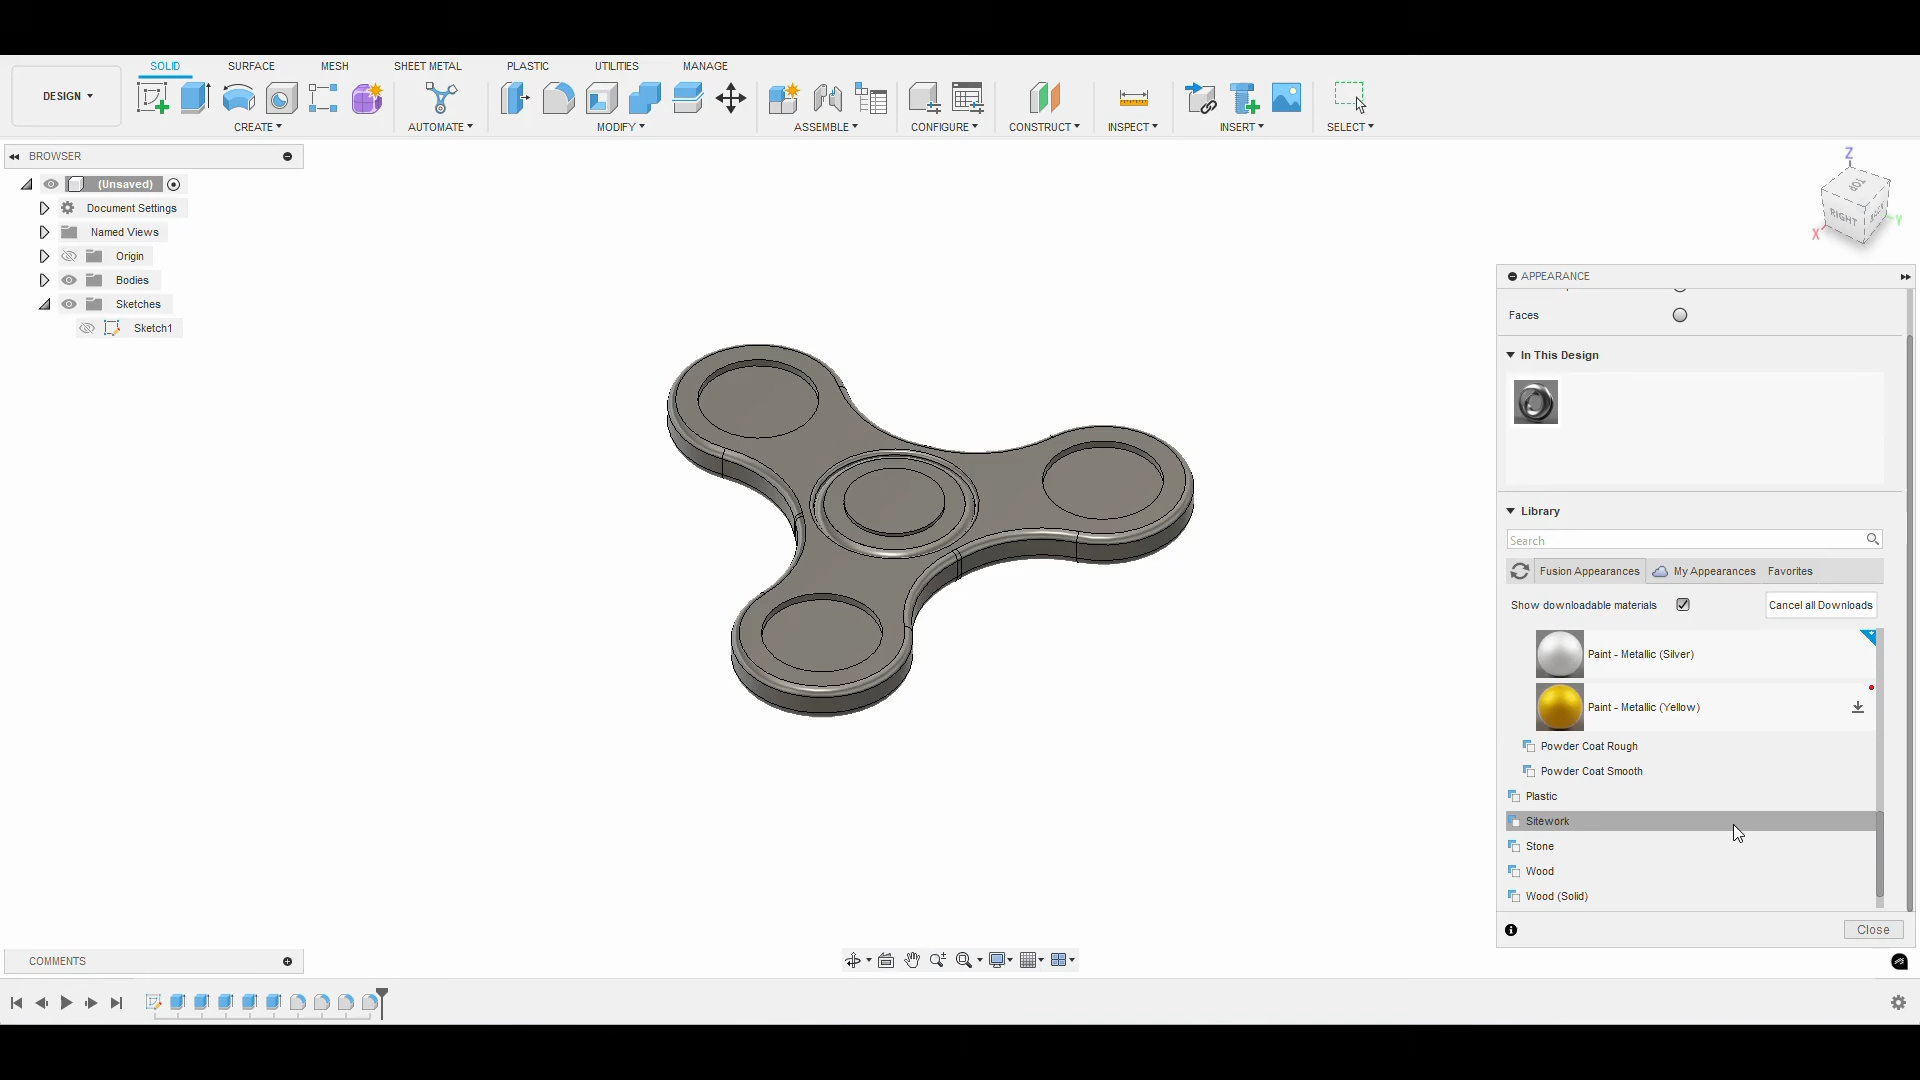 SOLID SURFACE MESH SHEET METAL PLASTIC UTILITIES MANAGE
DESIGN
CREATE AUTOMATE MODIFY ASSEMBLE CONFIGURE CONSTRUCT INSPECT INSERT SELECT
BROWSER
(Unsaved)
Document Settings
Named Views
Origin
Bodies
Sketches
Sketch1
Z
TOP
RIGHT
X
Y
APPEARANCE
Faces
In This Design
Library
Search
Fusion Appearances My Appearances Favorites
Show downloadable materials Cancel all Downloads
Paint - Metallic (Silver)
Paint - Metallic (Yellow)
Powder Coat Rough
Powder Coat Smooth
Plastic
Sitework
Stone
Wood
Wood (Solid)
Close
COMMENTS